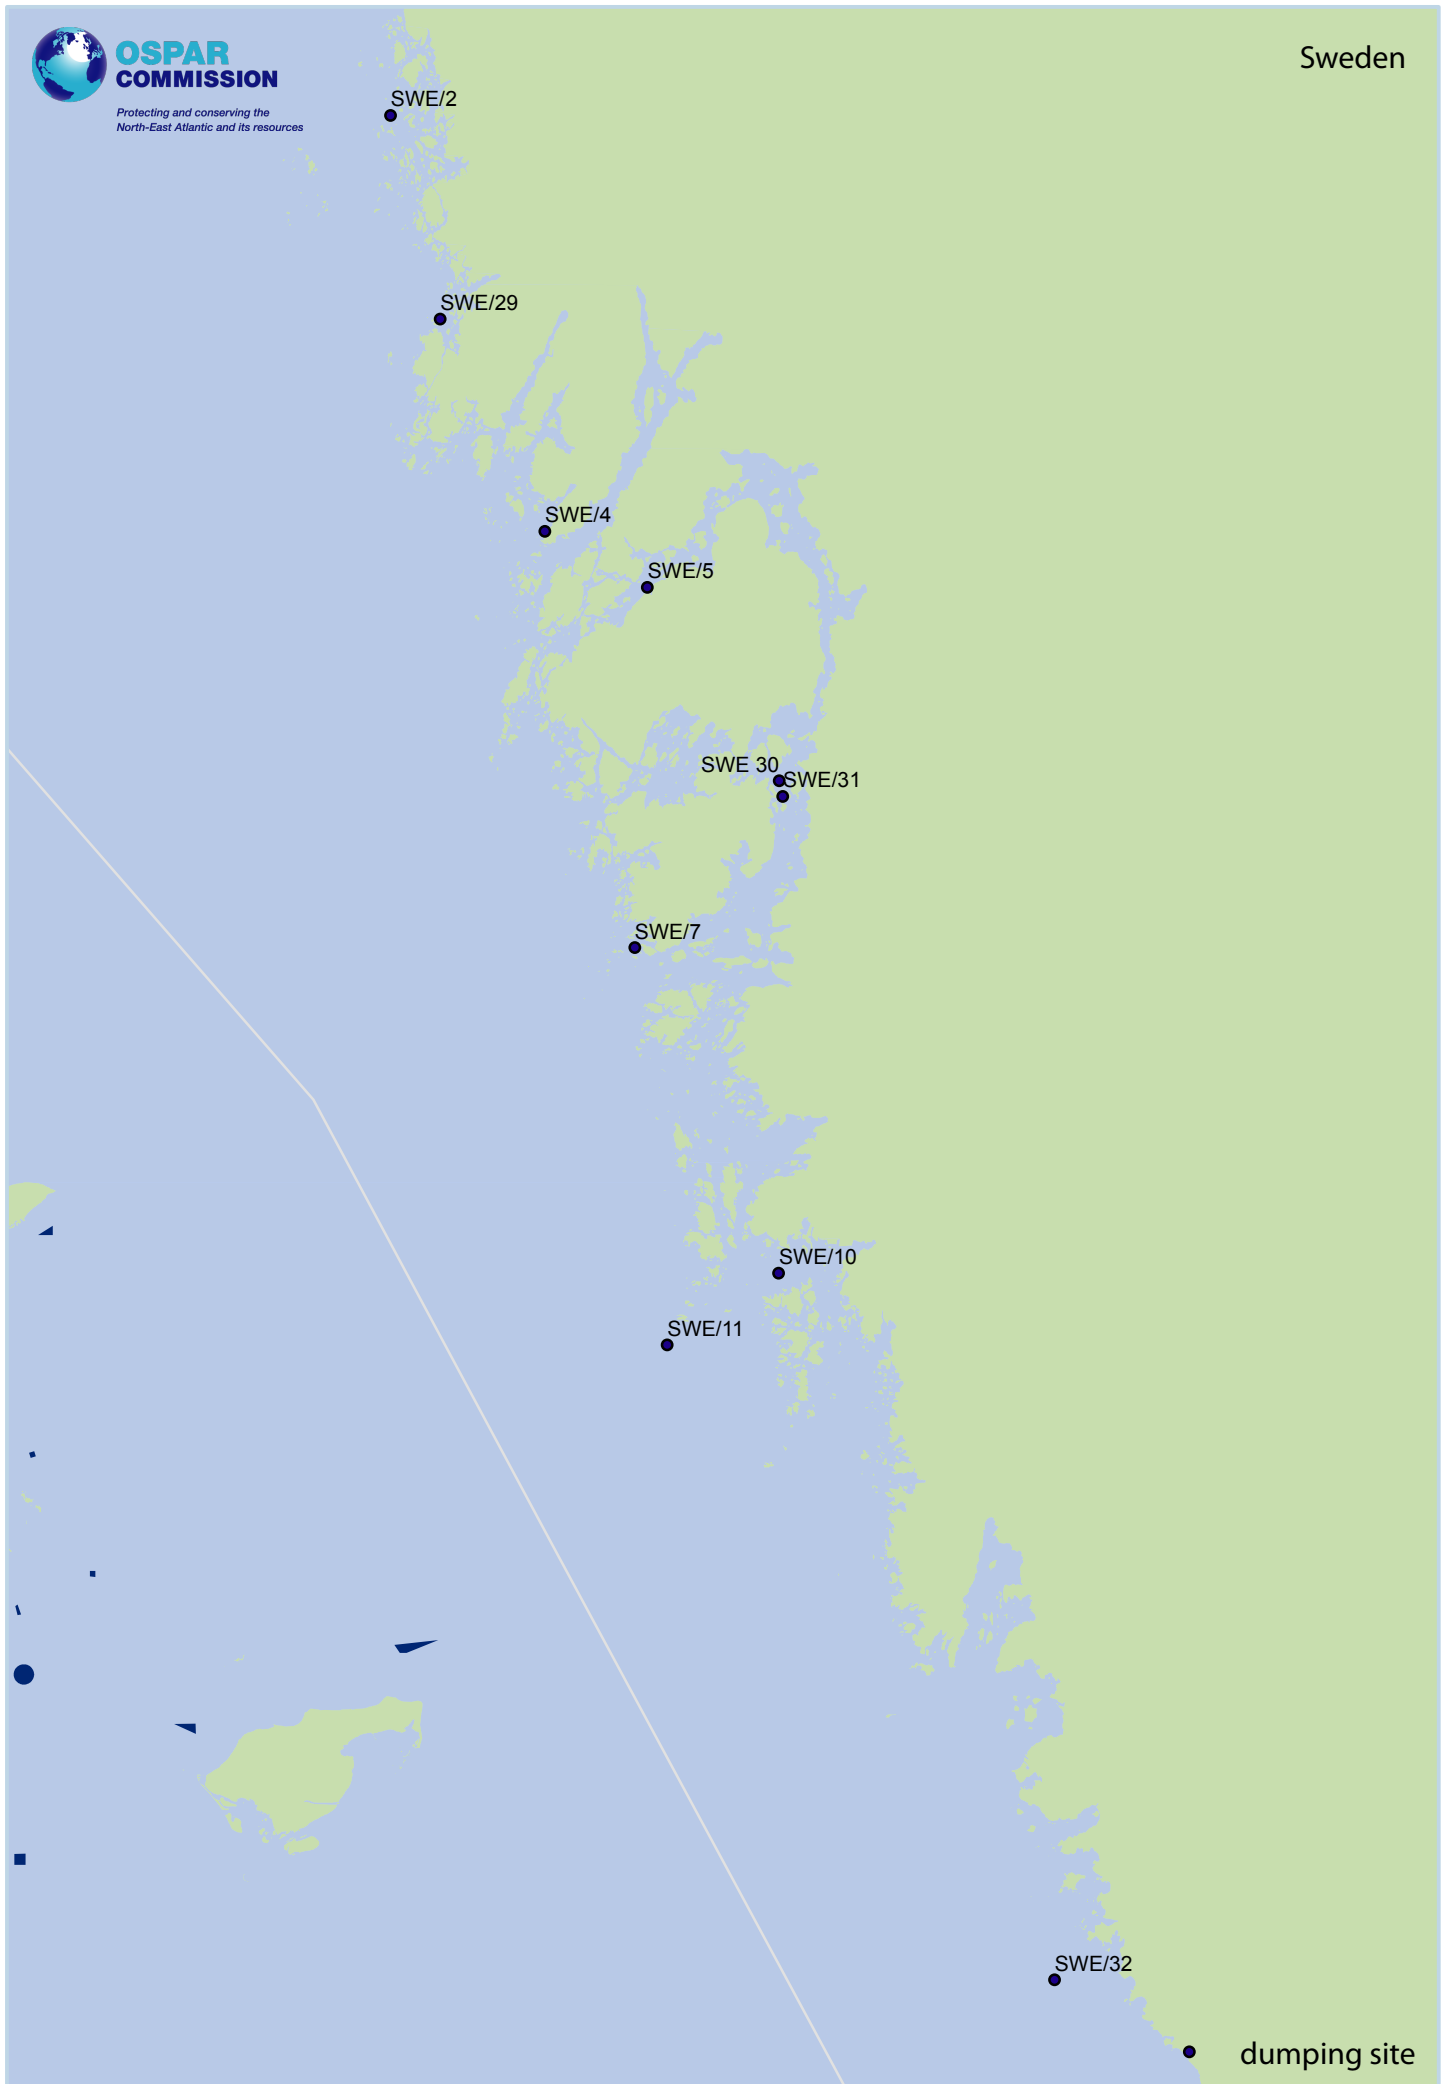 OSPAR
COMMISSION
Protecting and conserving the
North-East Atlantic and its resources
Sweden
SWE/2
SWE/29
SWE/4
SWE/5
SWE 30
SWE/31
SWE/7
SWE/10
SWE/11
SWE/32
dumping site